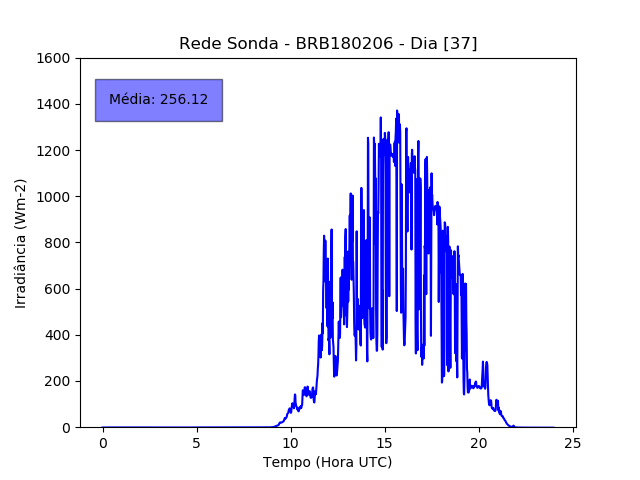 Rede Sonda - BRB180206 - Dia [37]
1600
1400
1200
1000
800
600
400
200
0
Irradiância (Wm-2)
Média: 256.12
0 5 10 15 20 25
Tempo (Hora UTC)